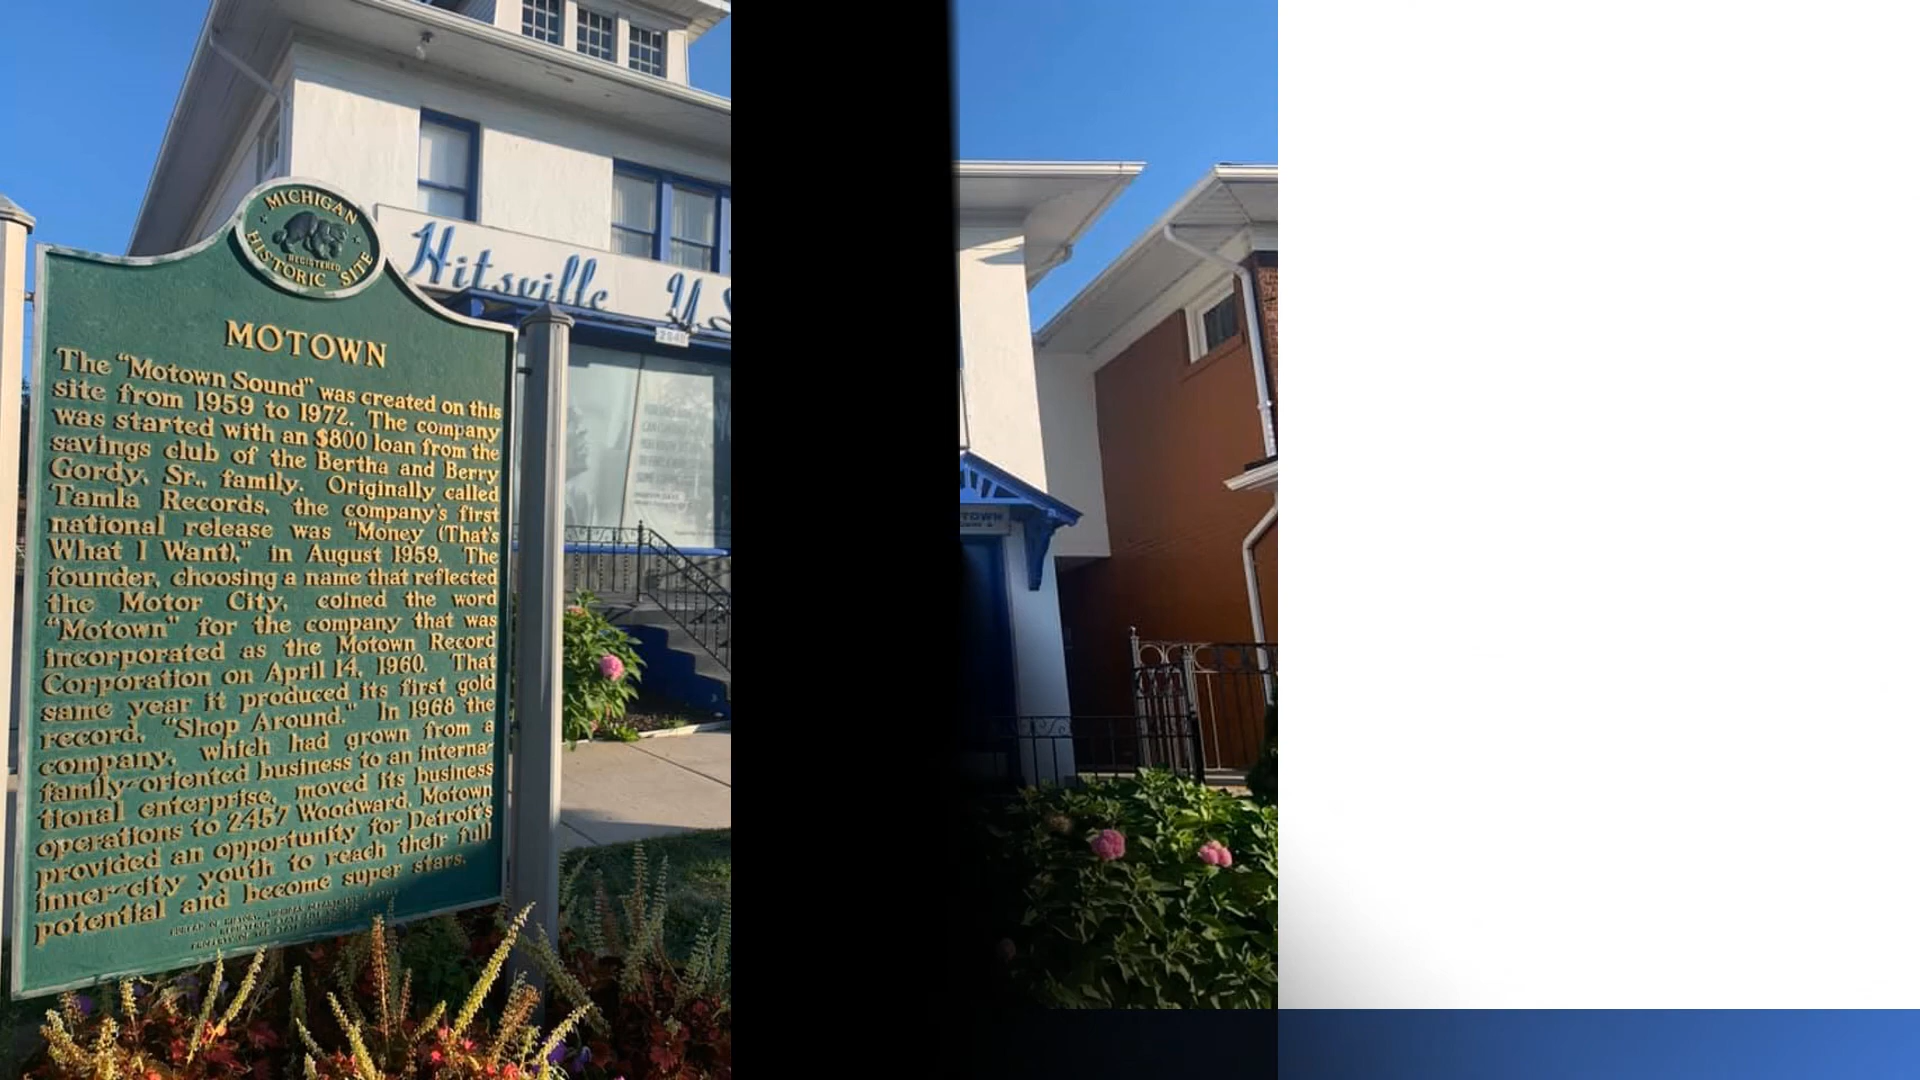 MICHIGAN
REGISTERED
HISTORIC SITE
MOTOWN
The "Motown Sound" was created on this
site from 1959 to 1972. The company
was started with an $800 loan from the
savings club of the Bertha and Berry
Gordy, Sr., family. Originally called
Tamla Records, the company's first
national release was "Money (That's
What I Want)," in August 1959. The
founder, choosing a name that reflected
the Motor City, coined the word
"Motown" for the company that was
incorporated as the Motown Record
Corporation on April 14, 1960. That
same year it produced its first gold
record, "Shop Around." In 1968 the
company, which had grown from a
family-oriented business to an interna-
tional enterprise, moved its business
operations to 2457 Woodward. Motown
provided an opportunity for Detroit's
inner-city youth to reach their full
potential and become super stars.
Hitsville U.S
2648
TOWN